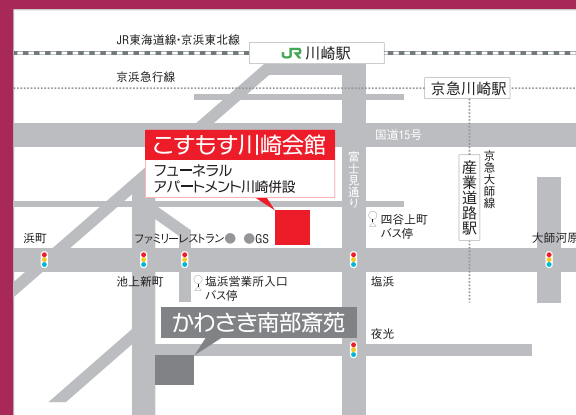 JR東海道線・京浜東北線
JR 川崎駅
京浜急行線
京急川崎駅
国道15号
こすもす川崎会館
フューネラル
アパートメント川崎併設
富士見通り
産業道路駅
京急大師線
四谷上町
バス停
浜町
ファミリーレストラン
GS
大師河原
池上新町
塩浜営業所入口
バス停
塩浜
かわさき南部斎苑
夜光